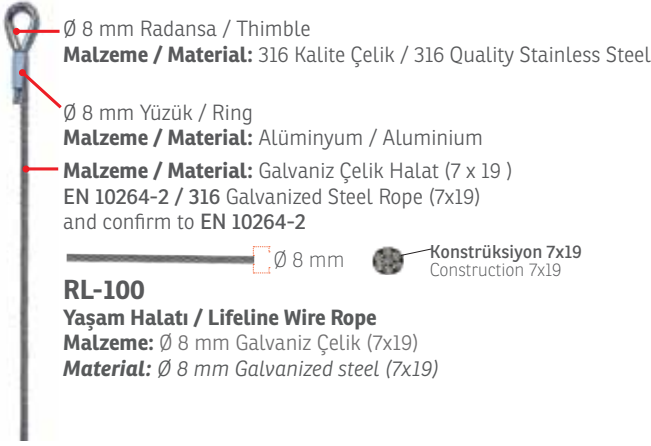 Ø 8 mm Radansa / Thimble
Malzeme / Material: 316 Kalite Çelik / 316 Quality Stainless Steel
Ø 8 mm Yüzük / Ring
Malzeme / Material: Alüminyum / Aluminium
Malzeme / Material: Galvaniz Çelik Halat (7 x 19 )
EN 10264-2 / 316 Galvanized Steel Rope (7x19)
and confirm to EN 10264-2
Ø 8 mm
Konstrüksiyon 7x19
Construction 7x19
RL-100
Yaşam Halatı / Lifeline Wire Rope
Malzeme: Ø 8 mm Galvaniz Çelik (7x19)
Material: Ø 8 mm Galvanized steel (7x19)